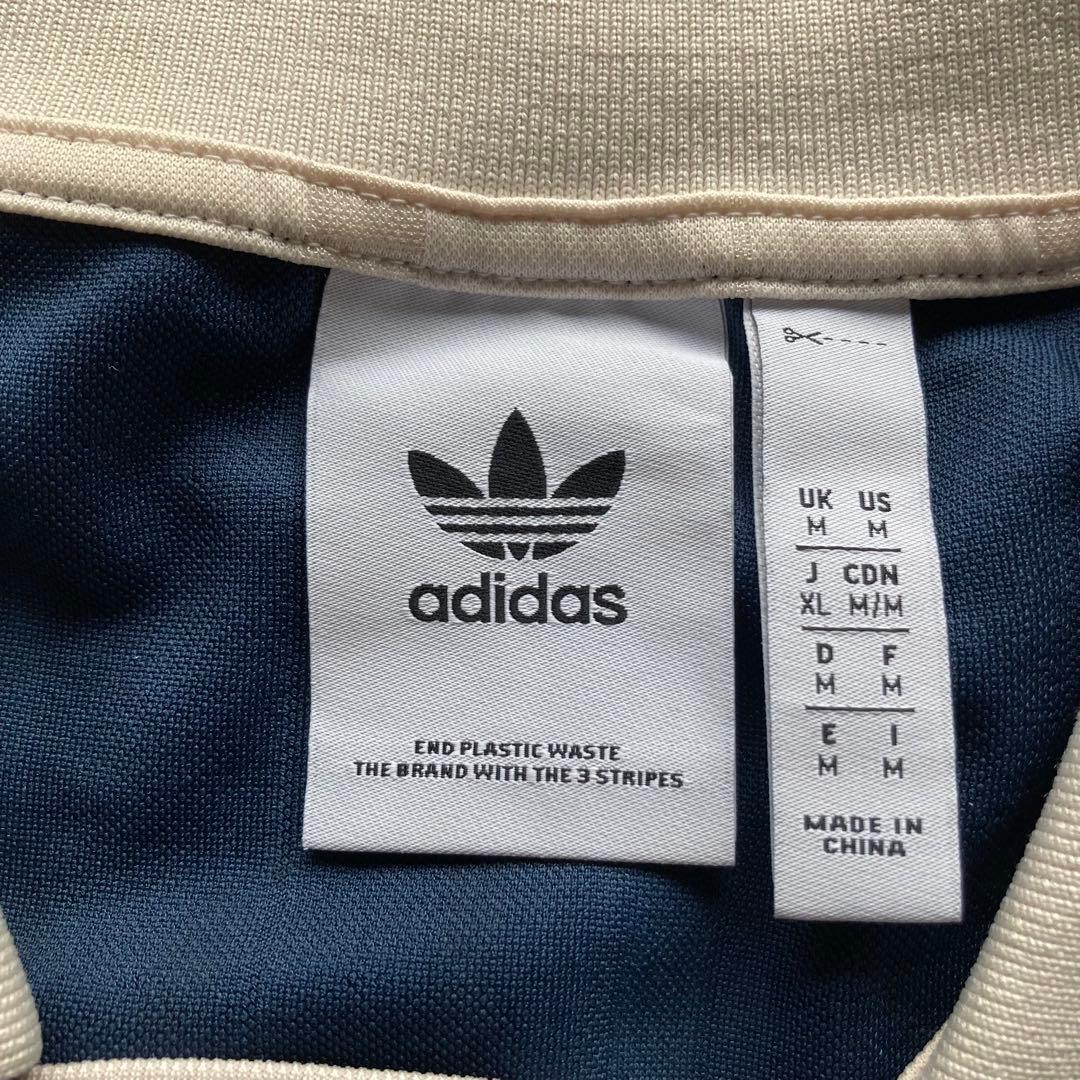 adidas
END PLASTIC WASTE
THE BRAND WITH THE 3 STRIPES
UK US
M M
J CDN
XL M/M
D F
M M
E I
M M
MADE IN
CHINA